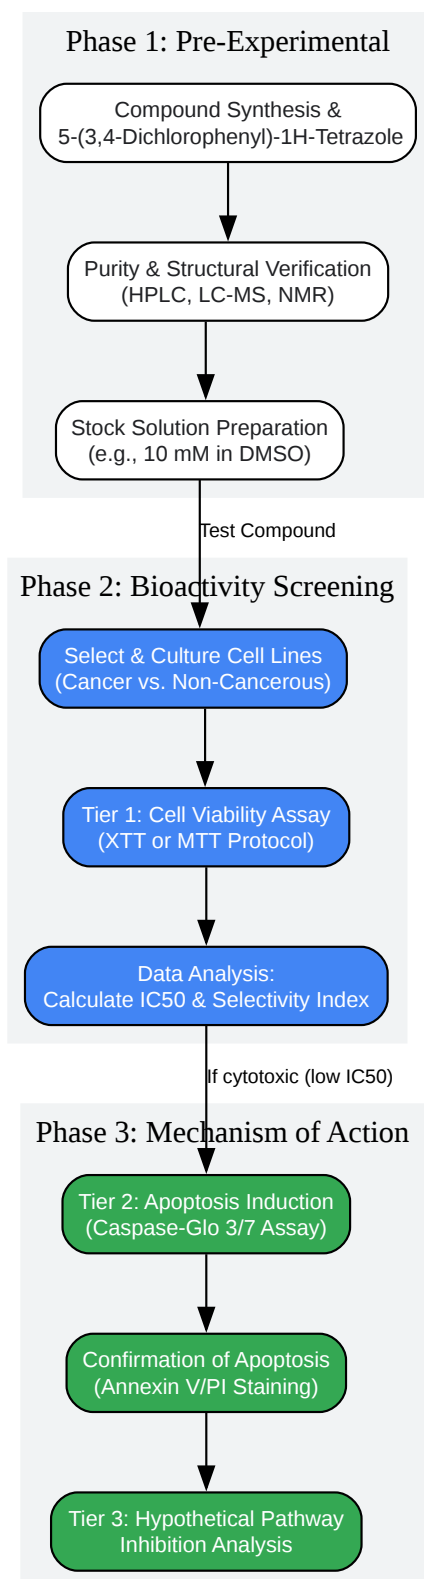 Phase 1: Pre-Experimental
Compound Synthesis &
5-(3,4-Dichlorophenyl)-1H-Tetrazole
Purity & Structural Verification
(HPLC, LC-MS, NMR)
Stock Solution Preparation
(e.g., 10 mM in DMSO)
Test Compound
Phase 2: Bioactivity Screening
Select & Culture Cell Lines
(Cancer vs. Non-Cancerous)
Tier 1: Cell Viability Assay
(XTT or MTT Protocol)
Data Analysis:
Calculate IC50 & Selectivity Index
If cytotoxic (low IC50)
Phase 3: Mechanism of Action
Tier 2: Apoptosis Induction
(Caspase-Glo 3/7 Assay)
Confirmation of Apoptosis
(Annexin V/PI Staining)
Tier 3: Hypothetical Pathway
Inhibition Analysis